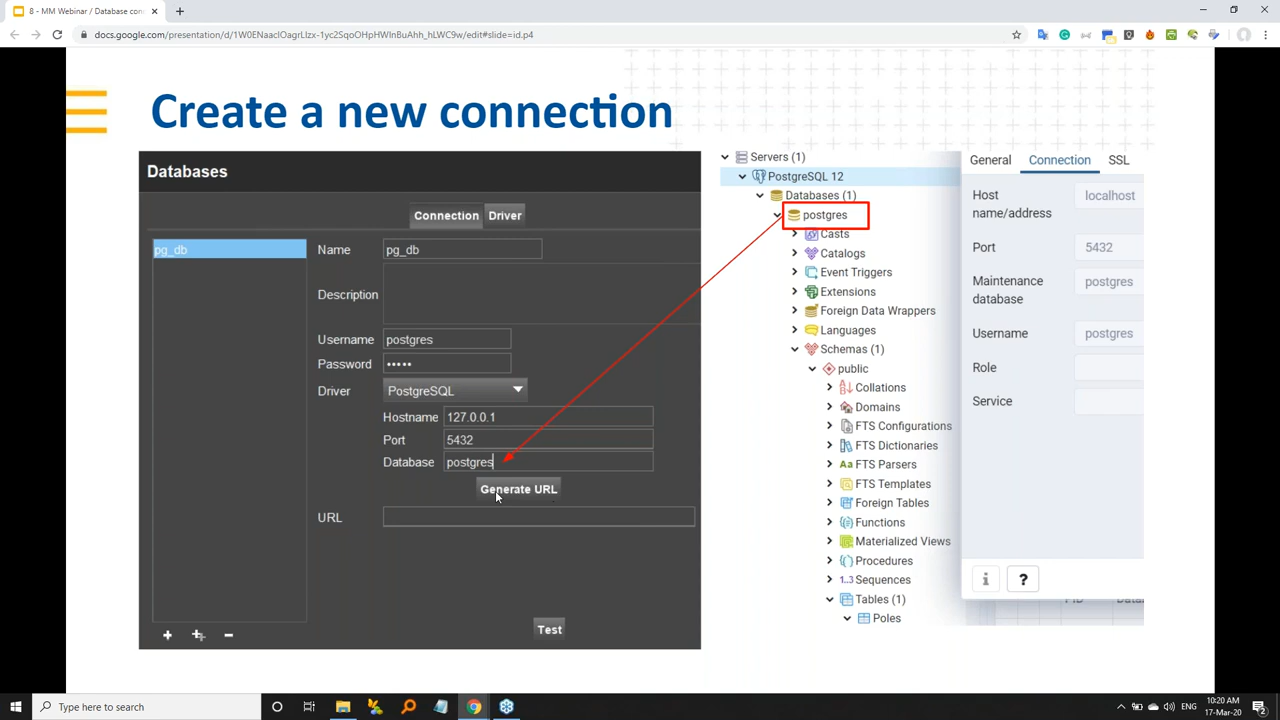 8 - MM Webinar / Database con
docs.google.com/presentation/d/1W0ENaacIOagrLIzx-1yc2SqoOHpHWInBuAhh_hLWC9w/edit#slide=id.p4
Create a new connection
Databases
Connection
Driver
pg_db
Name
pg_db
Description
Username
postgres
Password
•••••
Driver
PostgreSQL
Hostname
127.0.0.1
Port
5432
Database
postgres
Generate URL
URL
Test
Servers (1)
PostgreSQL 12
Databases (1)
postgres
Casts
Catalogs
Event Triggers
Extensions
Foreign Data Wrappers
Languages
Schemas (1)
public
Collations
Domains
FTS Configurations
FTS Dictionaries
Aa FTS Parsers
FTS Templates
Foreign Tables
Functions
Materialized Views
Procedures
1..3 Sequences
Tables (1)
Poles
General
Connection
SSL
Host
name/address
localhost
Port
5432
Maintenance
database
postgres
Username
postgres
Role
Service
i
?
Type here to search
10:20 AM
17-Mar-20
2